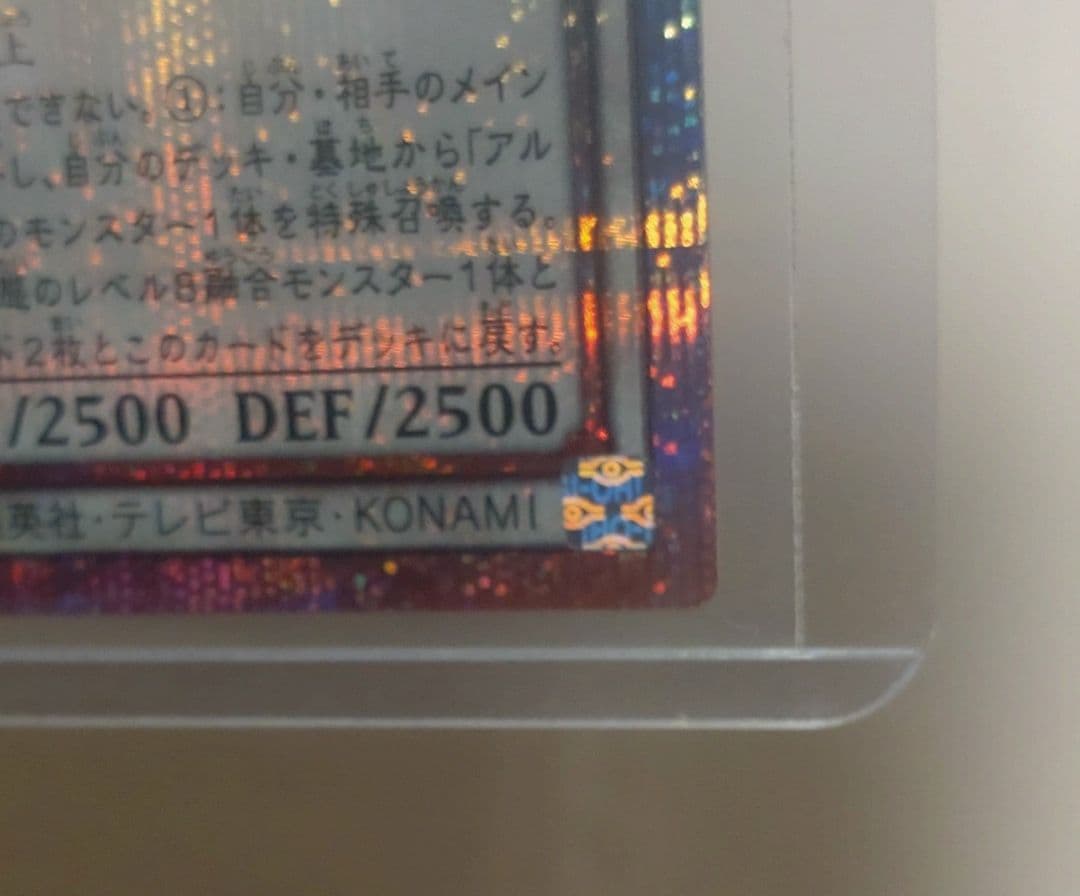 上
できない。①:自分・相手のメイン
し、自分のデッキ・墓地から「アル
のモンスター1体を特殊召喚する。
魔のレベル8融合モンスター1体と
ド2枚とこのカードをデッキに戻す。
/2500 DEF/2500
英社・テレビ東京・KONAMI